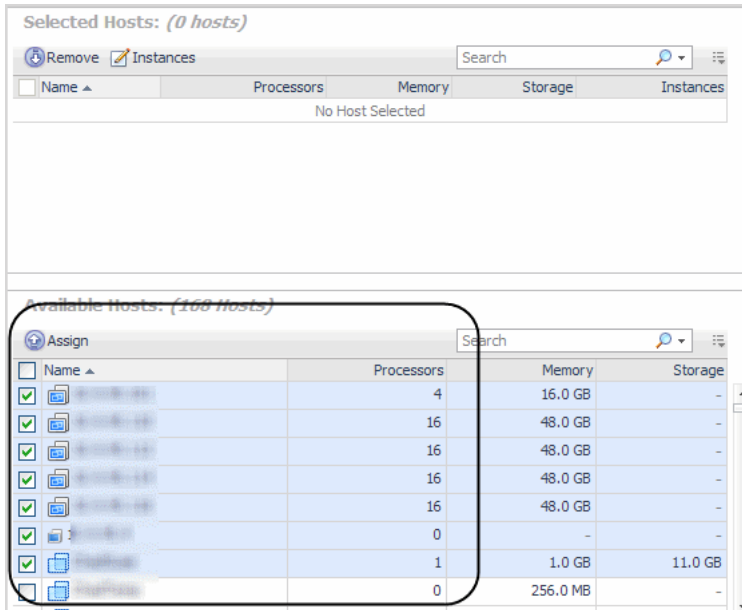 Selected Hosts: (0 hosts)
Remove Instances Search
Name Processors Memory Storage Instances
No Host Selected
Available Hosts: (168 Hosts)
Assign Search
Name Processors Memory Storage
4 16.0 GB -
16 48.0 GB -
16 48.0 GB -
16 48.0 GB -
16 48.0 GB -
0 - -
1 1.0 GB 11.0 GB
0 256.0 MB -